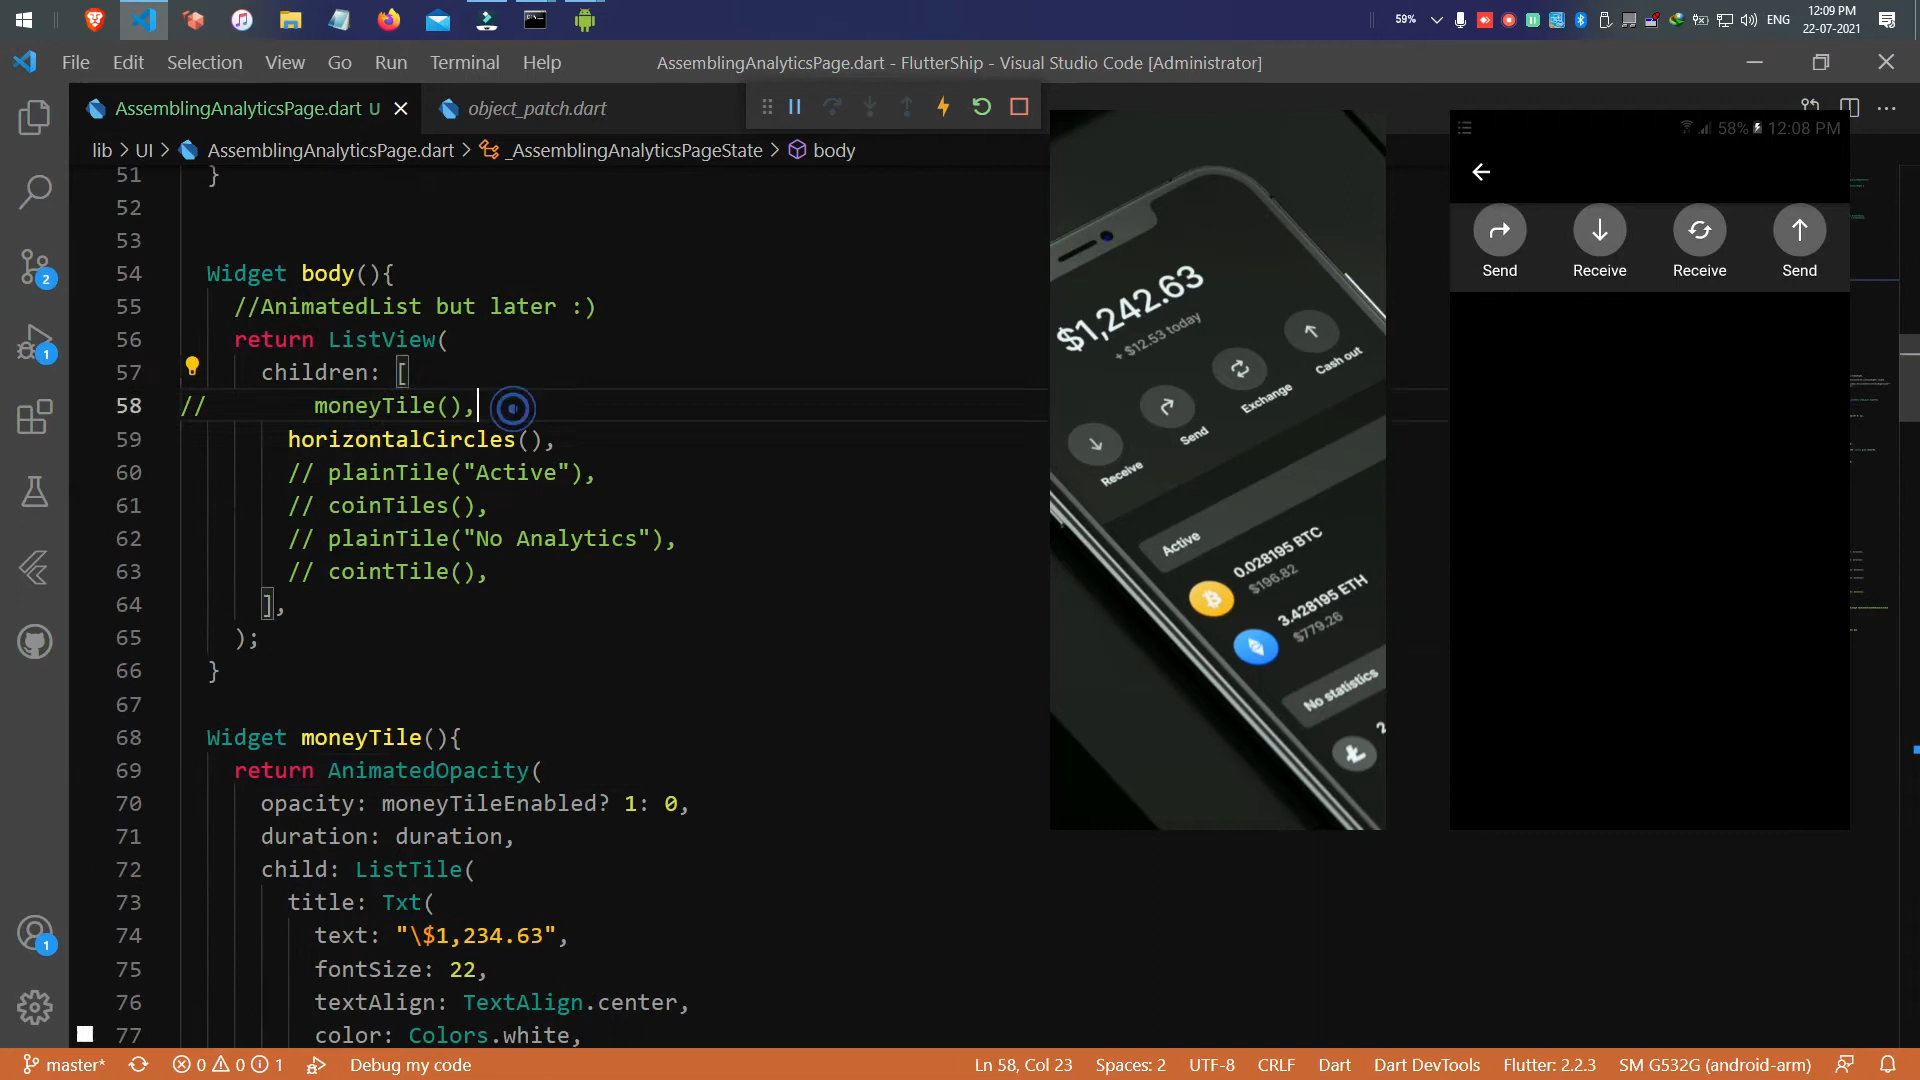 59%
ENG
12:09 PM
22-07-2021
File Edit Selection View Go Run Terminal Help
AssemblingAnalyticsPage.dart - FlutterShip - Visual Studio Code [Administrator]
AssemblingAnalyticsPage.dart U
object_patch.dart
lib > UI > AssemblingAnalyticsPage.dart > _AssemblingAnalyticsPageState > body
51 }
52
53
54 Widget body(){
55 //AnimatedList but later :)
56 return ListView(
57 children: [
58 // moneyTile(),
59 horizontalCircles(),
60 // plainTile("Active"),
61 // coinTiles(),
62 // plainTile("No Analytics"),
63 // cointTile(),
64 ],
65 );
66 }
67
68 Widget moneyTile(){
69 return AnimatedOpacity(
70 opacity: moneyTileEnabled? 1: 0,
71 duration: duration,
72 child: ListTile(
73 title: Txt(
74 text: "\$1,234.63",
75 fontSize: 22,
76 textAlign: TextAlign.center,
77 color: Colors.white,
2
1
1
$1,242.63
+ $12.53 today
Cash out
Exchange
Send
Receive
Active
0.028195 BTC
$196.82
3.428195 ETH
$779.26
No statistics
58% 12:08 PM
Send Receive Receive Send
master* 0 0 1 Debug my code
Ln 58, Col 23 Spaces: 2 UTF-8 CRLF Dart Dart DevTools Flutter: 2.2.3 SM G532G (android-arm)